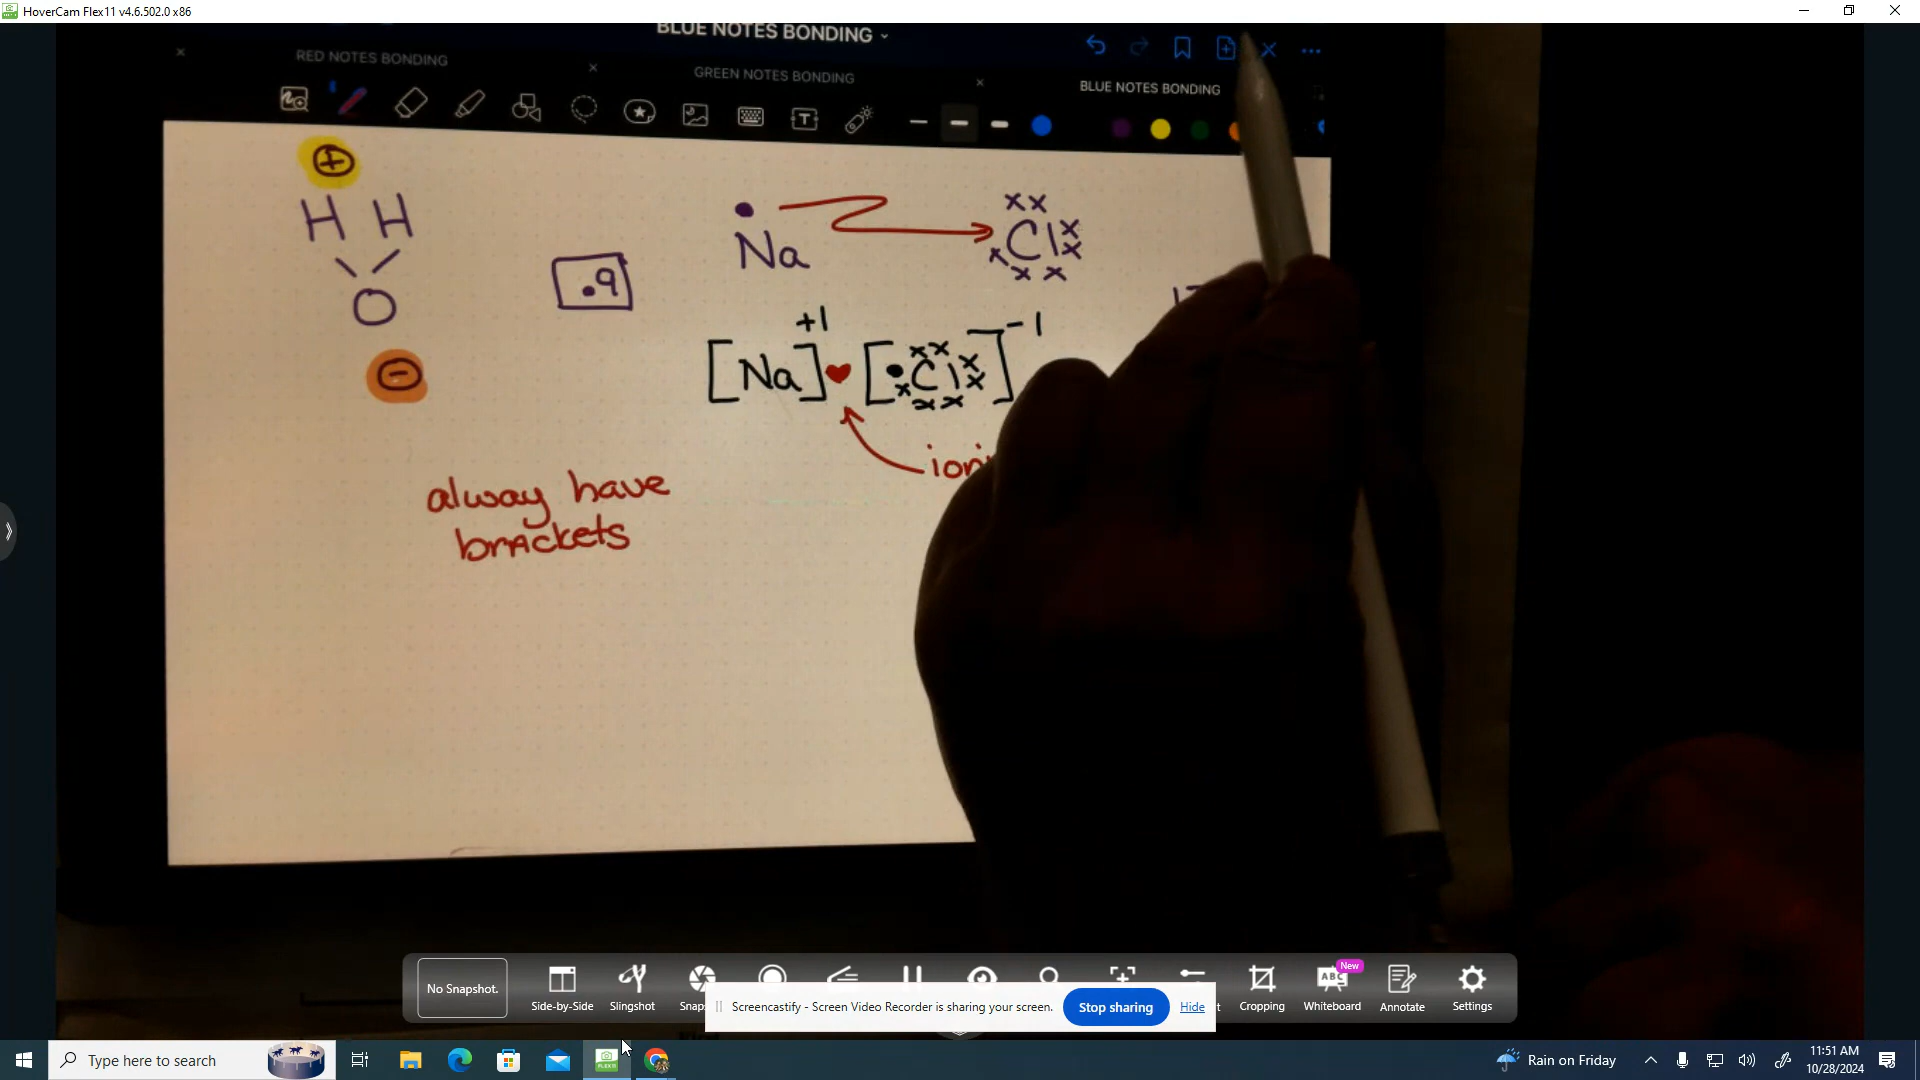 HoverCam Flex11 v4.6.502.0 x86
BLUE NOTES BONDING
RED NOTES BONDING
GREEN NOTES BONDING
BLUE NOTES BONDING
H H
O
.9
Na
Cl
[Na]+1 [Cl]-1
alway have
brackets
No Snapshot.
Side-by-Side
Slingshot
Cropping
New
ABC
Whiteboard
Annotate
Settings
Screencastify - Screen Video Recorder is sharing your screen.
Stop sharing
Hide
Type here to search
FLEX11
Rain on Friday
11:51 AM
10/28/2024